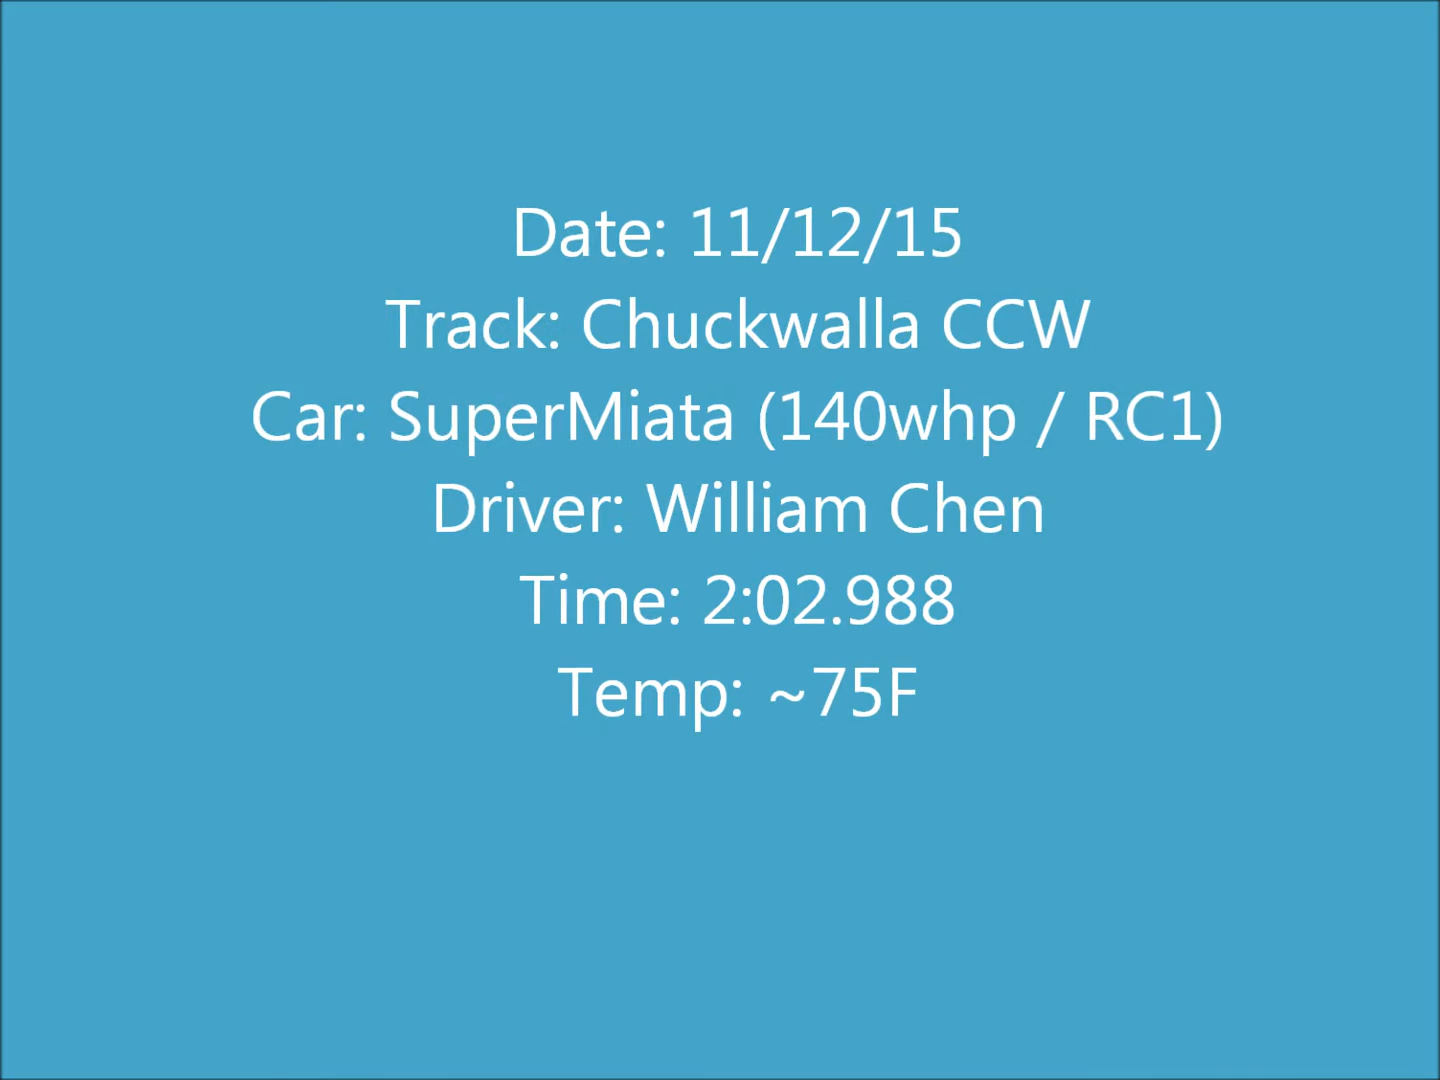 Date: 11/12/15
Track: Chuckwalla CCW
Car: SuperMiata (140whp / RC1)
Driver: William Chen
Time: 2:02.988
Temp: ~75F